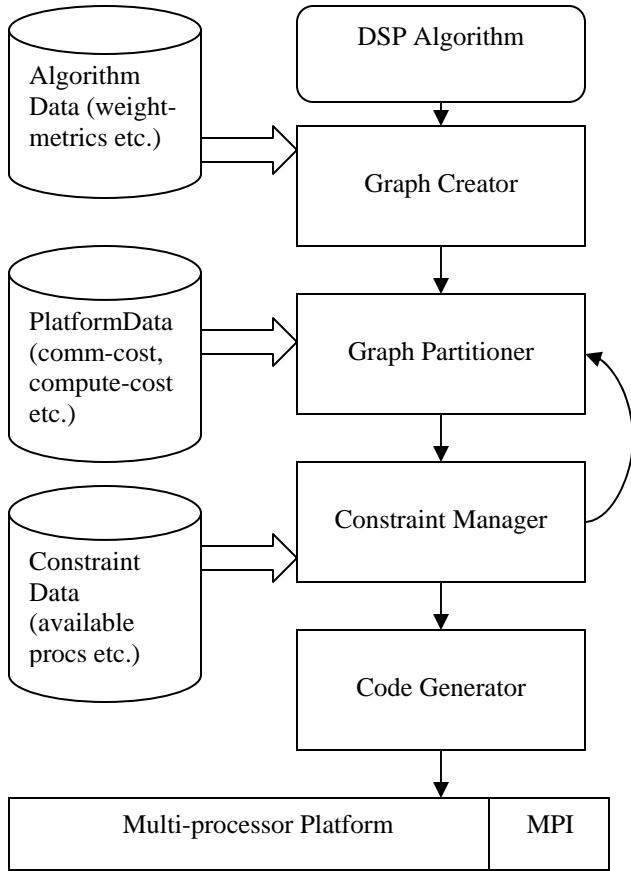 DSP Algorithm
Algorithm
Data (weight-
metrics etc.)
Graph Creator
PlatformData
(comm-cost,
compute-cost
etc.)
Graph Partitioner
Constraint Manager
Constraint
Data
(available
procs etc.)
Code Generator
Multi-processor Platform
MPI